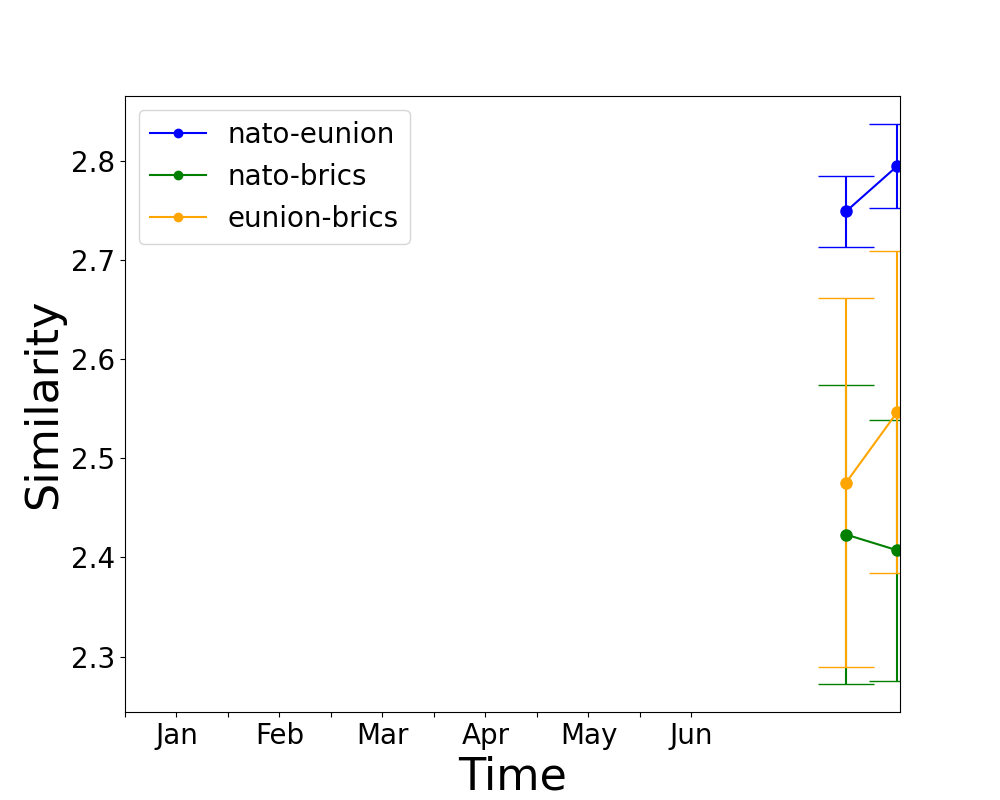 nato-eunion
nato-brics
eunion-brics
2.8
2.7
2.6
2.5
2.4
2.3
Similarity
Jan Feb Mar Apr May Jun
Time